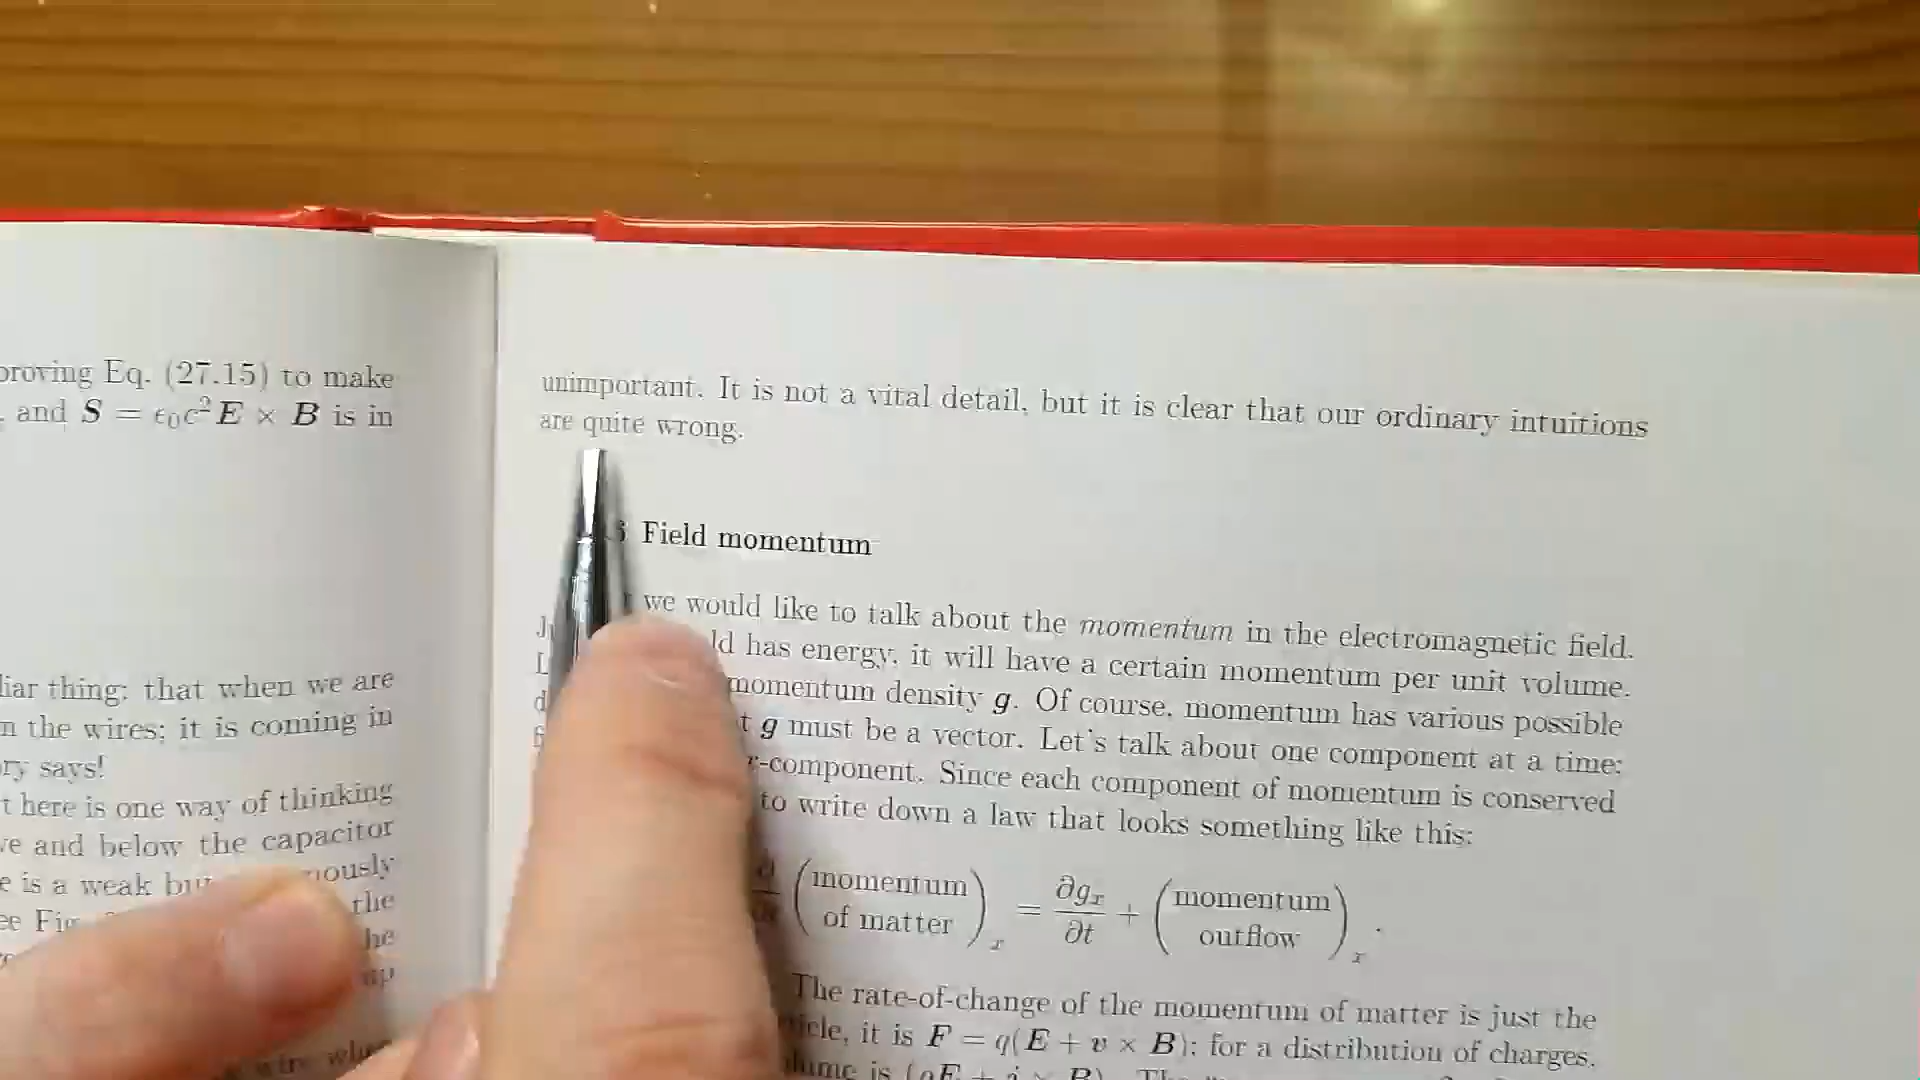 proving Eq. (27.15) to make
and S = ϵ₀c²E × B is in
thing: that when we are
the wires; it is coming in
says!
here is one way of thinking
and below the capacitor
is a weak
the
unimportant. It is not a vital detail, but it is clear that our ordinary intuitions
are quite wrong.
Field momentum
we would like to talk about the momentum in the electromagnetic field.
has energy, it will have a certain momentum per unit volume.
momentum density g. Of course, momentum has various possible
g must be a vector. Let's talk about one component at a time;
-component. Since each component of momentum is conserved
to write down a law that looks something like this:
(momentum of matter)ₓ = ∂gₓ/∂t + (momentum outflow)ₓ.
The rate-of-change of the momentum of matter is just the
it is F = q(E + v × B); for a distribution of charges,